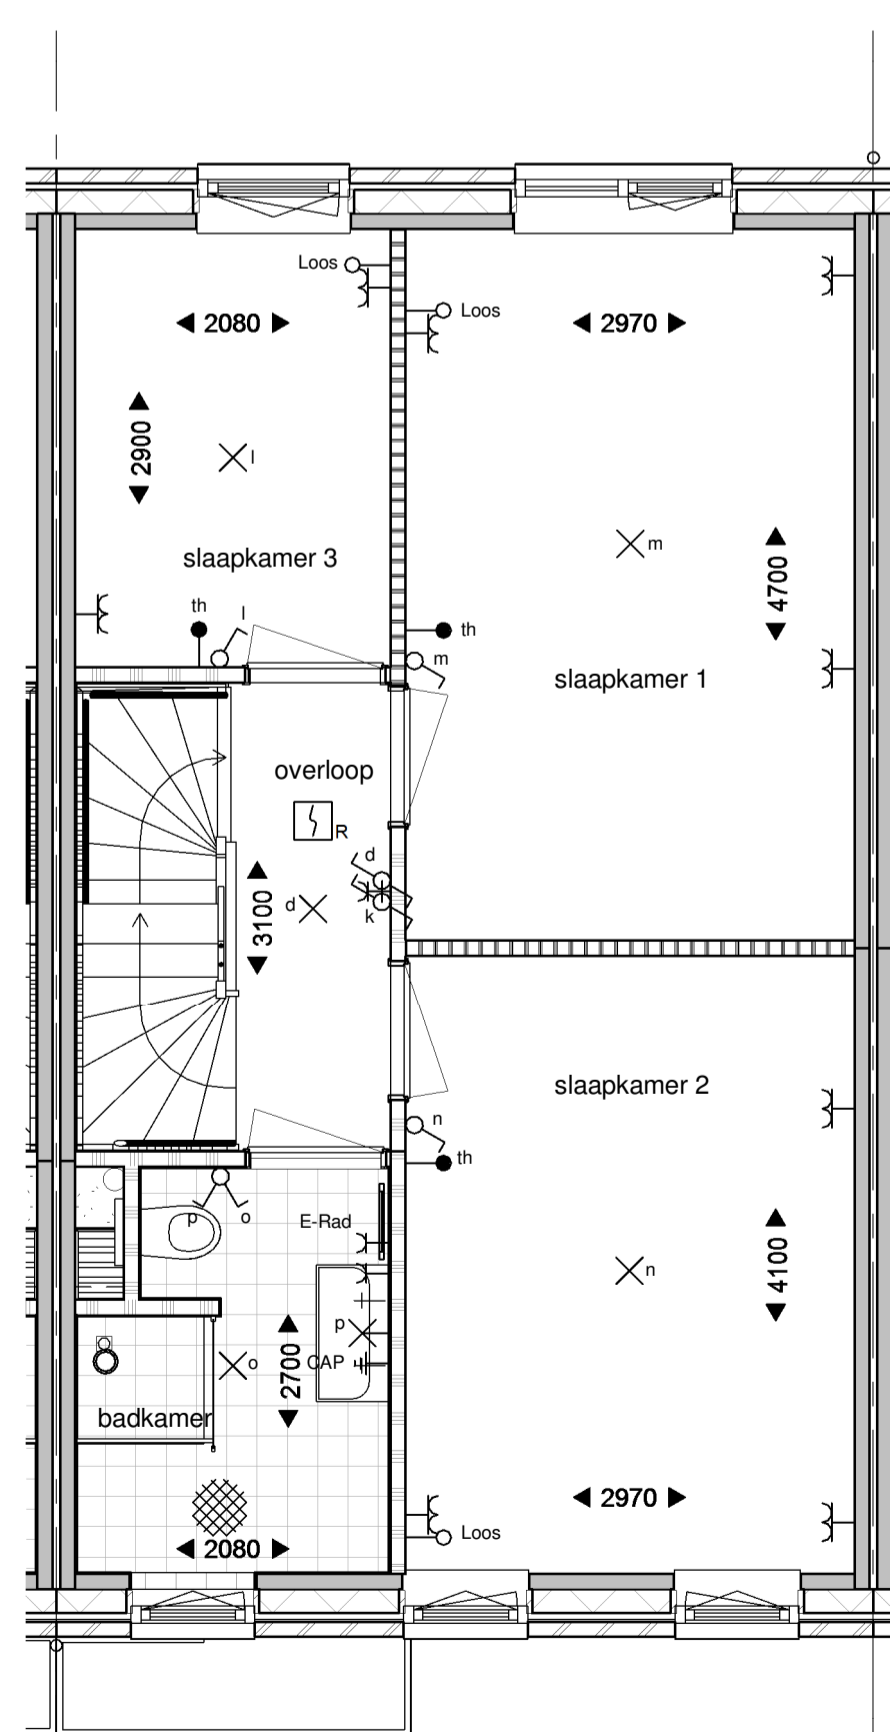 Loos
Loos
2080
2970
2900
l
m
slaapkamer 3
4700
th
l
th
m
slaapkamer 1
overloop
R
d
3100
d
k
slaapkamer 2
n
th
p
o
E-Rad
4100
n
p
2700
o
CAP
badkamer
2970
Loos
2080